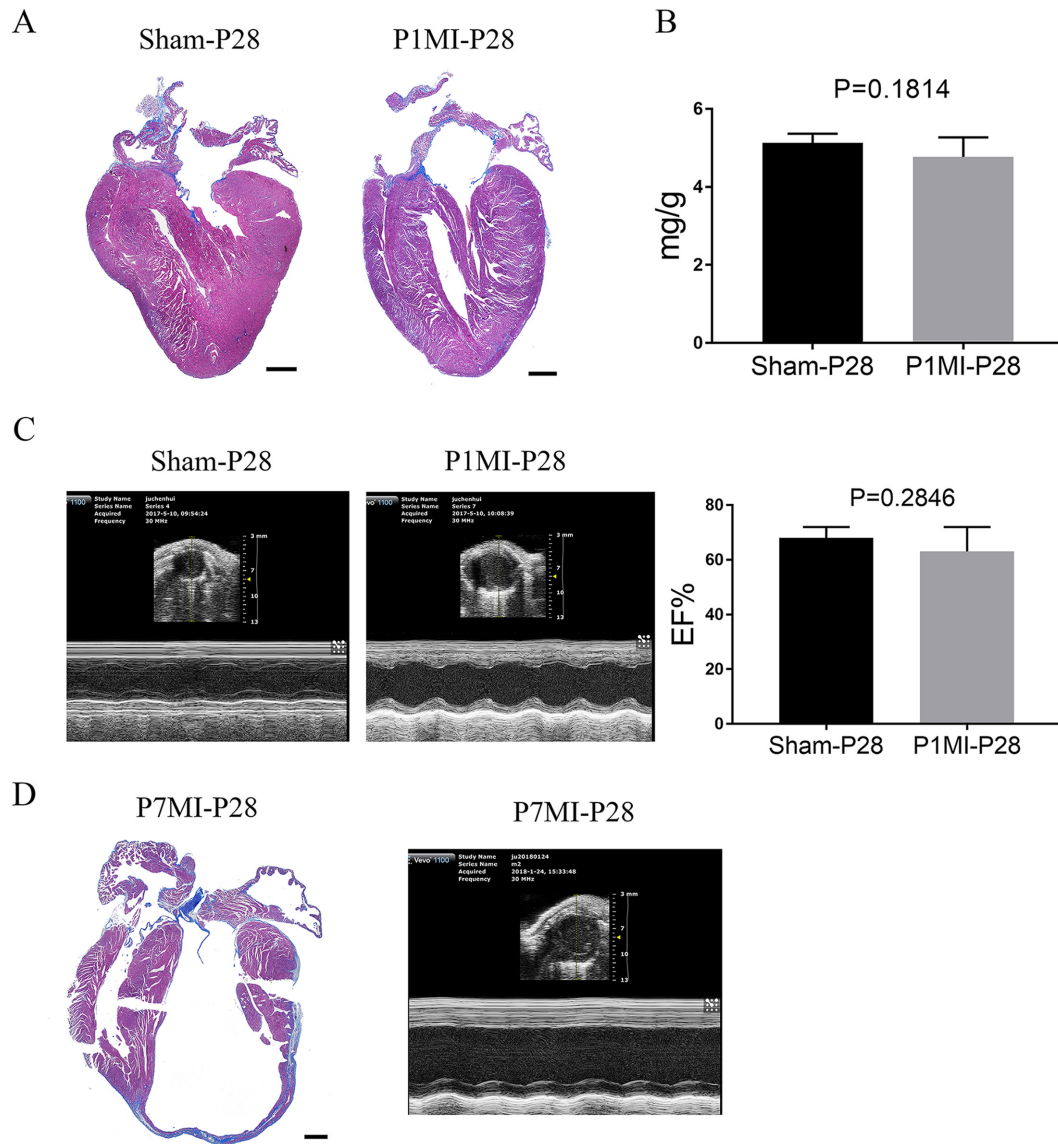 A
Sham-P28
P1MI-P28
B
P=0.1814
mg/g
6
4
2
0
Sham-P28
P1MI-P28
C
Sham-P28
1100
Study Name juchenhui
Series Name Series 4
Acquired 2017-5-10, 09:54:24
Frequency 30 MHz
3 mm
7
10
13
P1MI-P28
evo 1100
Study Name juchenhui
Series Name Series 7
Acquired 2017-5-10, 10:08:39
Frequency 30 MHz
3 mm
7
10
13
P=0.2846
EF%
80
60
40
20
0
Sham-P28
P1MI-P28
D
P7MI-P28
P7MI-P28
Vevo 1100
Study Name ju20180124
Series Name m2
Acquired 2018-1-24, 15:33:48
Frequency 30 MHz
3 mm
7
10
13